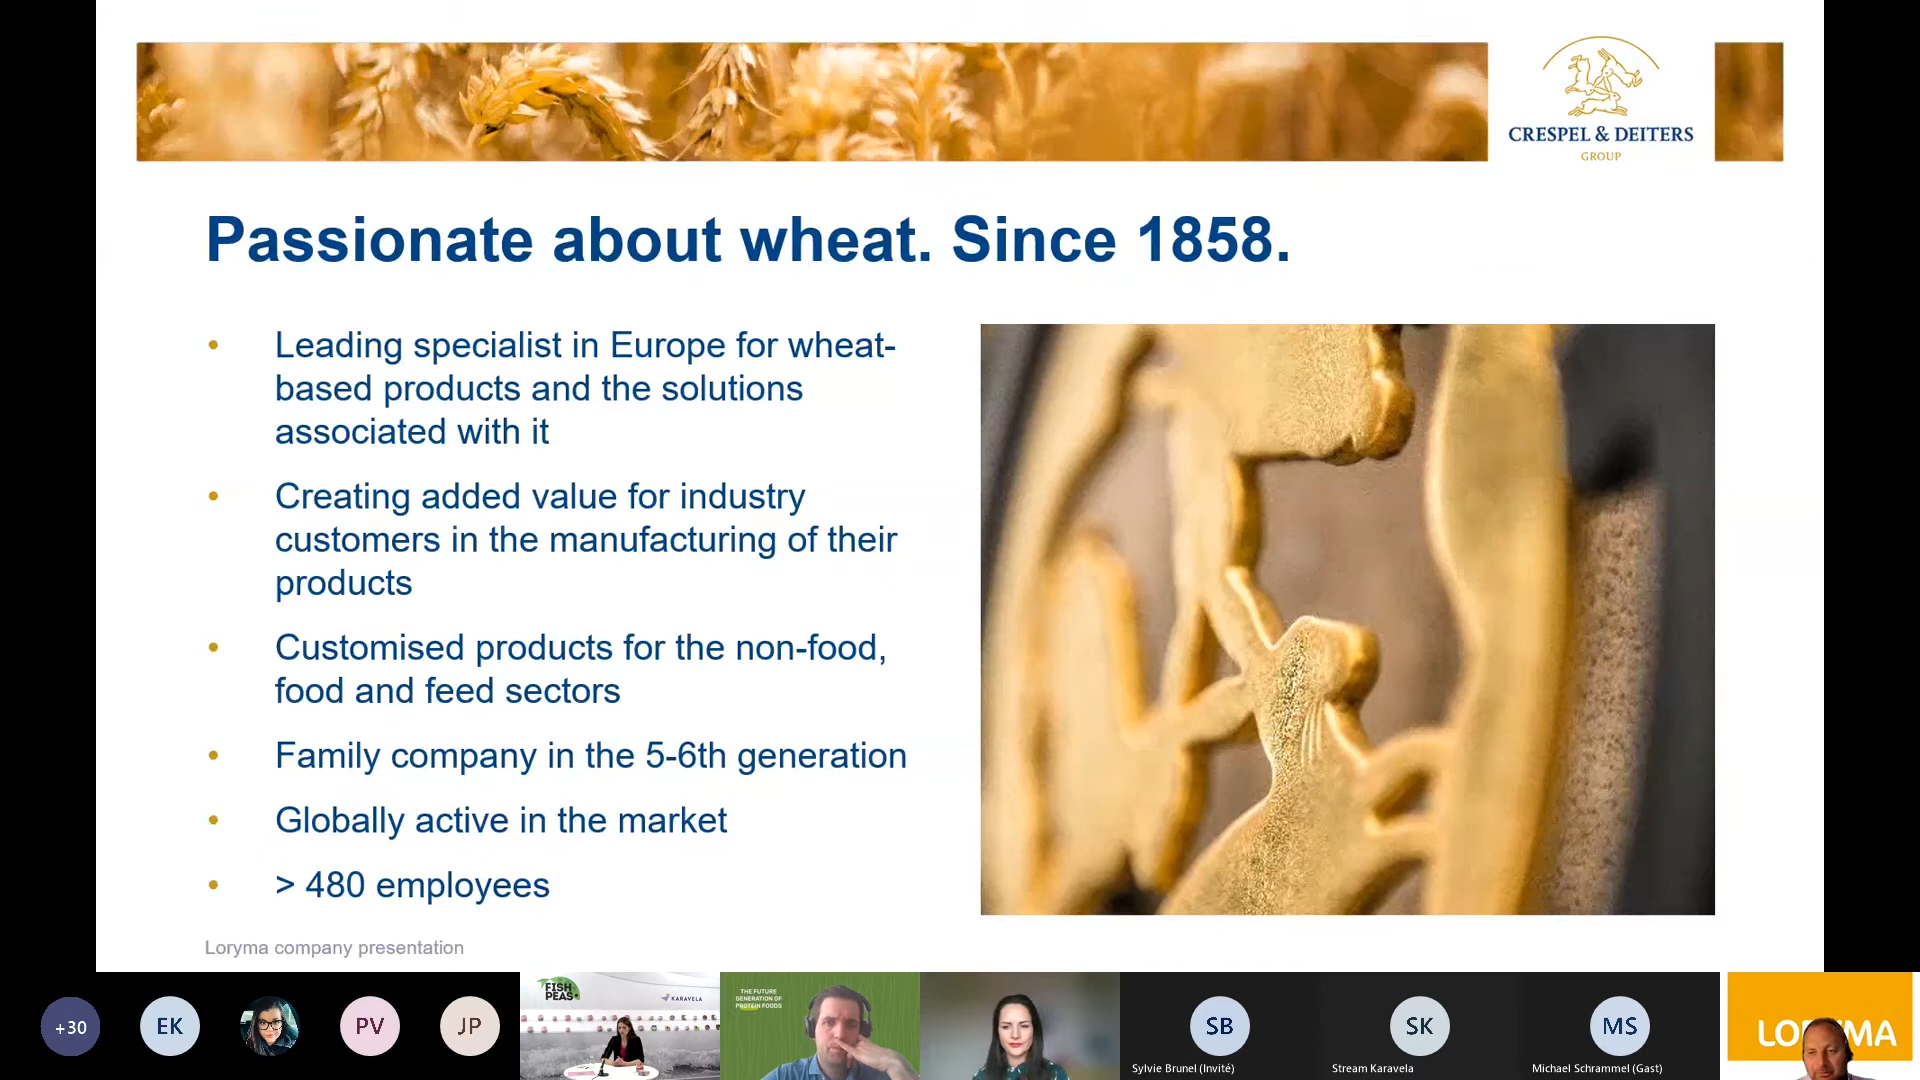 CRESPEL & DEITERS
GROUP
Passionate about wheat. Since 1858.
• Leading specialist in Europe for wheat-
based products and the solutions
associated with it
• Creating added value for industry
customers in the manufacturing of their
products
• Customised products for the non-food,
food and feed sectors
• Family company in the 5-6th generation
• Globally active in the market
• > 480 employees
Loryma company presentation
+30
EK
PV
JP
FISH
PEAS
KARAVELA
THE FUTURE
GENERATION OF
PROTEIN FOODS
SB
Sylvie Brunel (Invité)
SK
Stream Karavela
MS
Michael Schrammel (Gast)